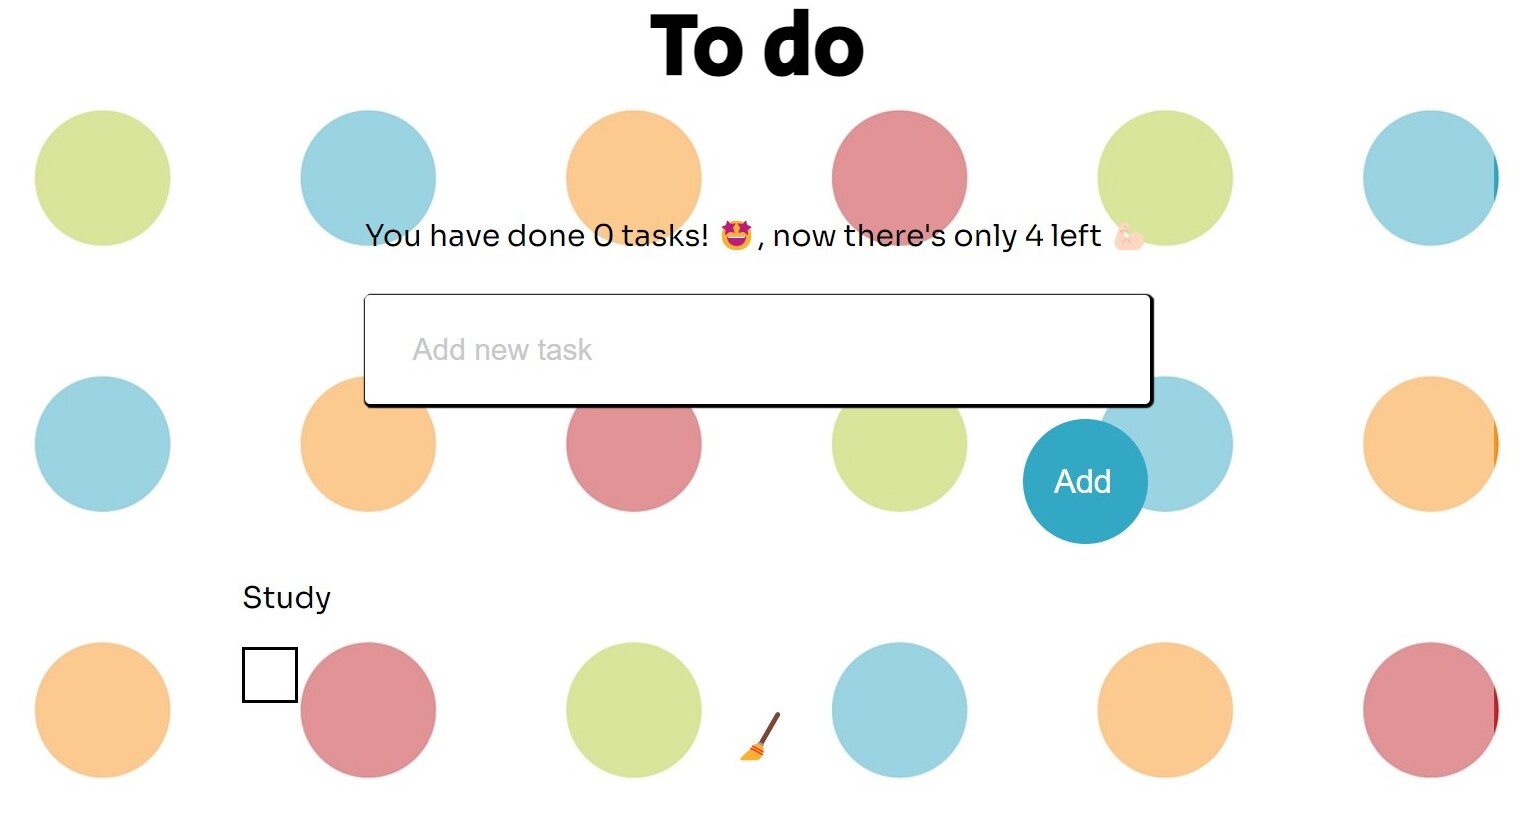 To do
You have done 0 tasks! 🤩, now there's only 4 left 💪🏻
Add new task
Add
Study